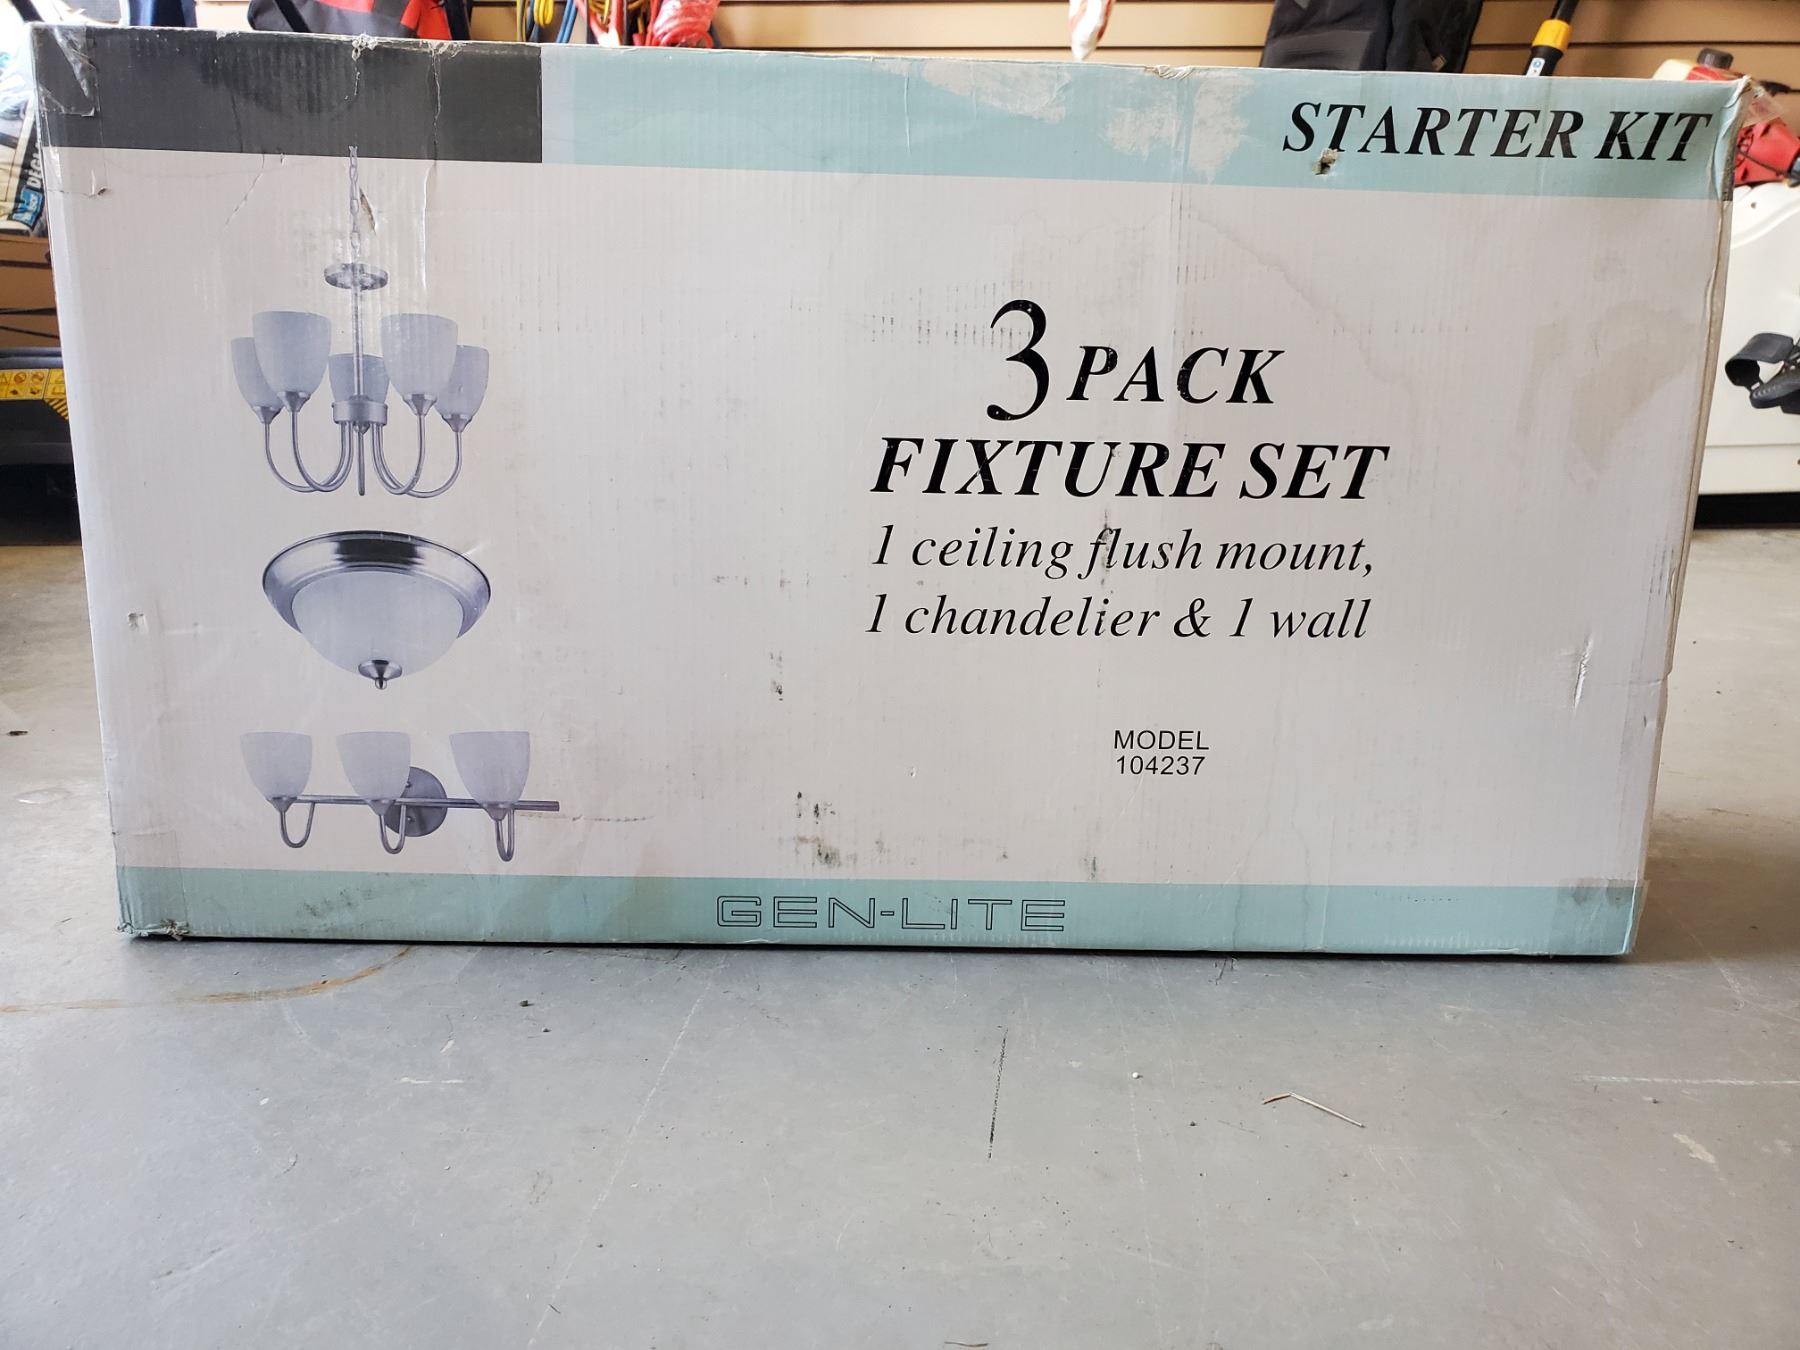 STARTER KIT
3 PACK
FIXTURE SET
1 ceiling flush mount,
1 chandelier & 1 wall
MODEL
104237
GEN-LITE